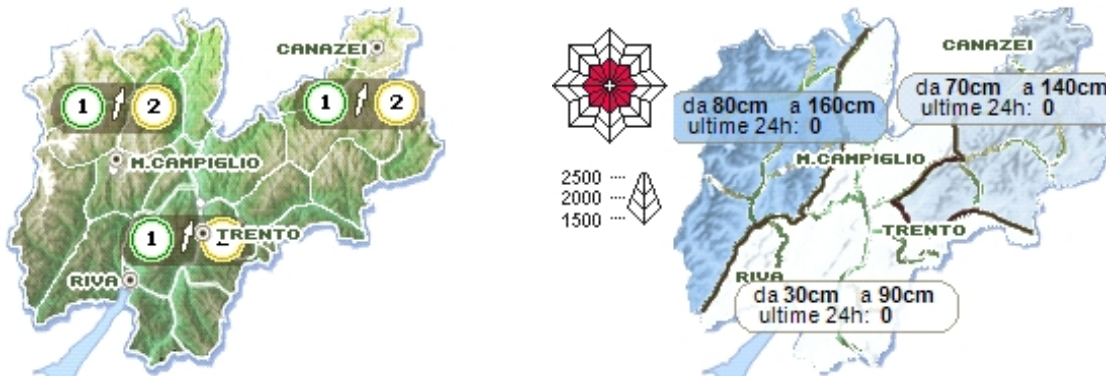 CANAZEI
1 2
1 2
M.CAMPIGLIO
1 2
TRENTO
RIVA
CANAZEI
da 70cm a 140cm
ultime 24h: 0
da 80cm a 160cm
ultime 24h: 0
M.CAMPIGLIO
2500
2000
1500
TRENTO
RIVA
da 30cm a 90cm
ultime 24h: 0